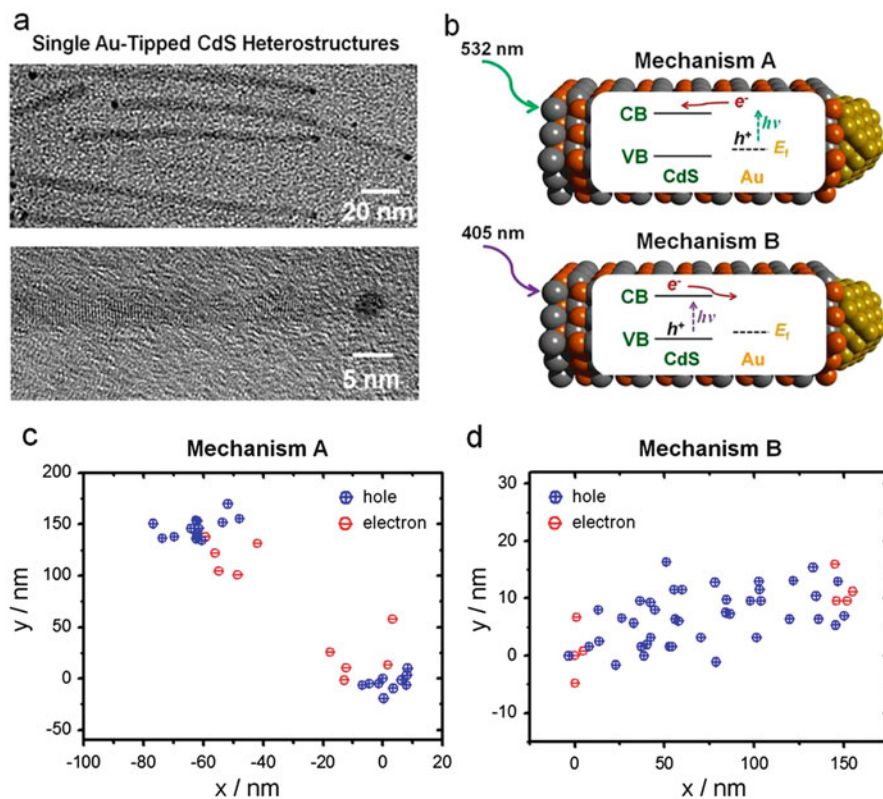 a
Single Au-Tipped CdS Heterostructures
20 nm
5 nm
b
532 nm
Mechanism A
CB
e⁻
hν
h⁺
E_f
VB
CdS Au
405 nm
Mechanism B
e⁻
CB
hν
h⁺
E_f
VB
CdS Au
c
Mechanism A
hole
electron
200
150
100
50
0
-50
y / nm
-100 -80 -60 -40 -20 0 20
x / nm
d
Mechanism B
hole
electron
30
20
10
0
-10
y / nm
0 50 100 150
x / nm